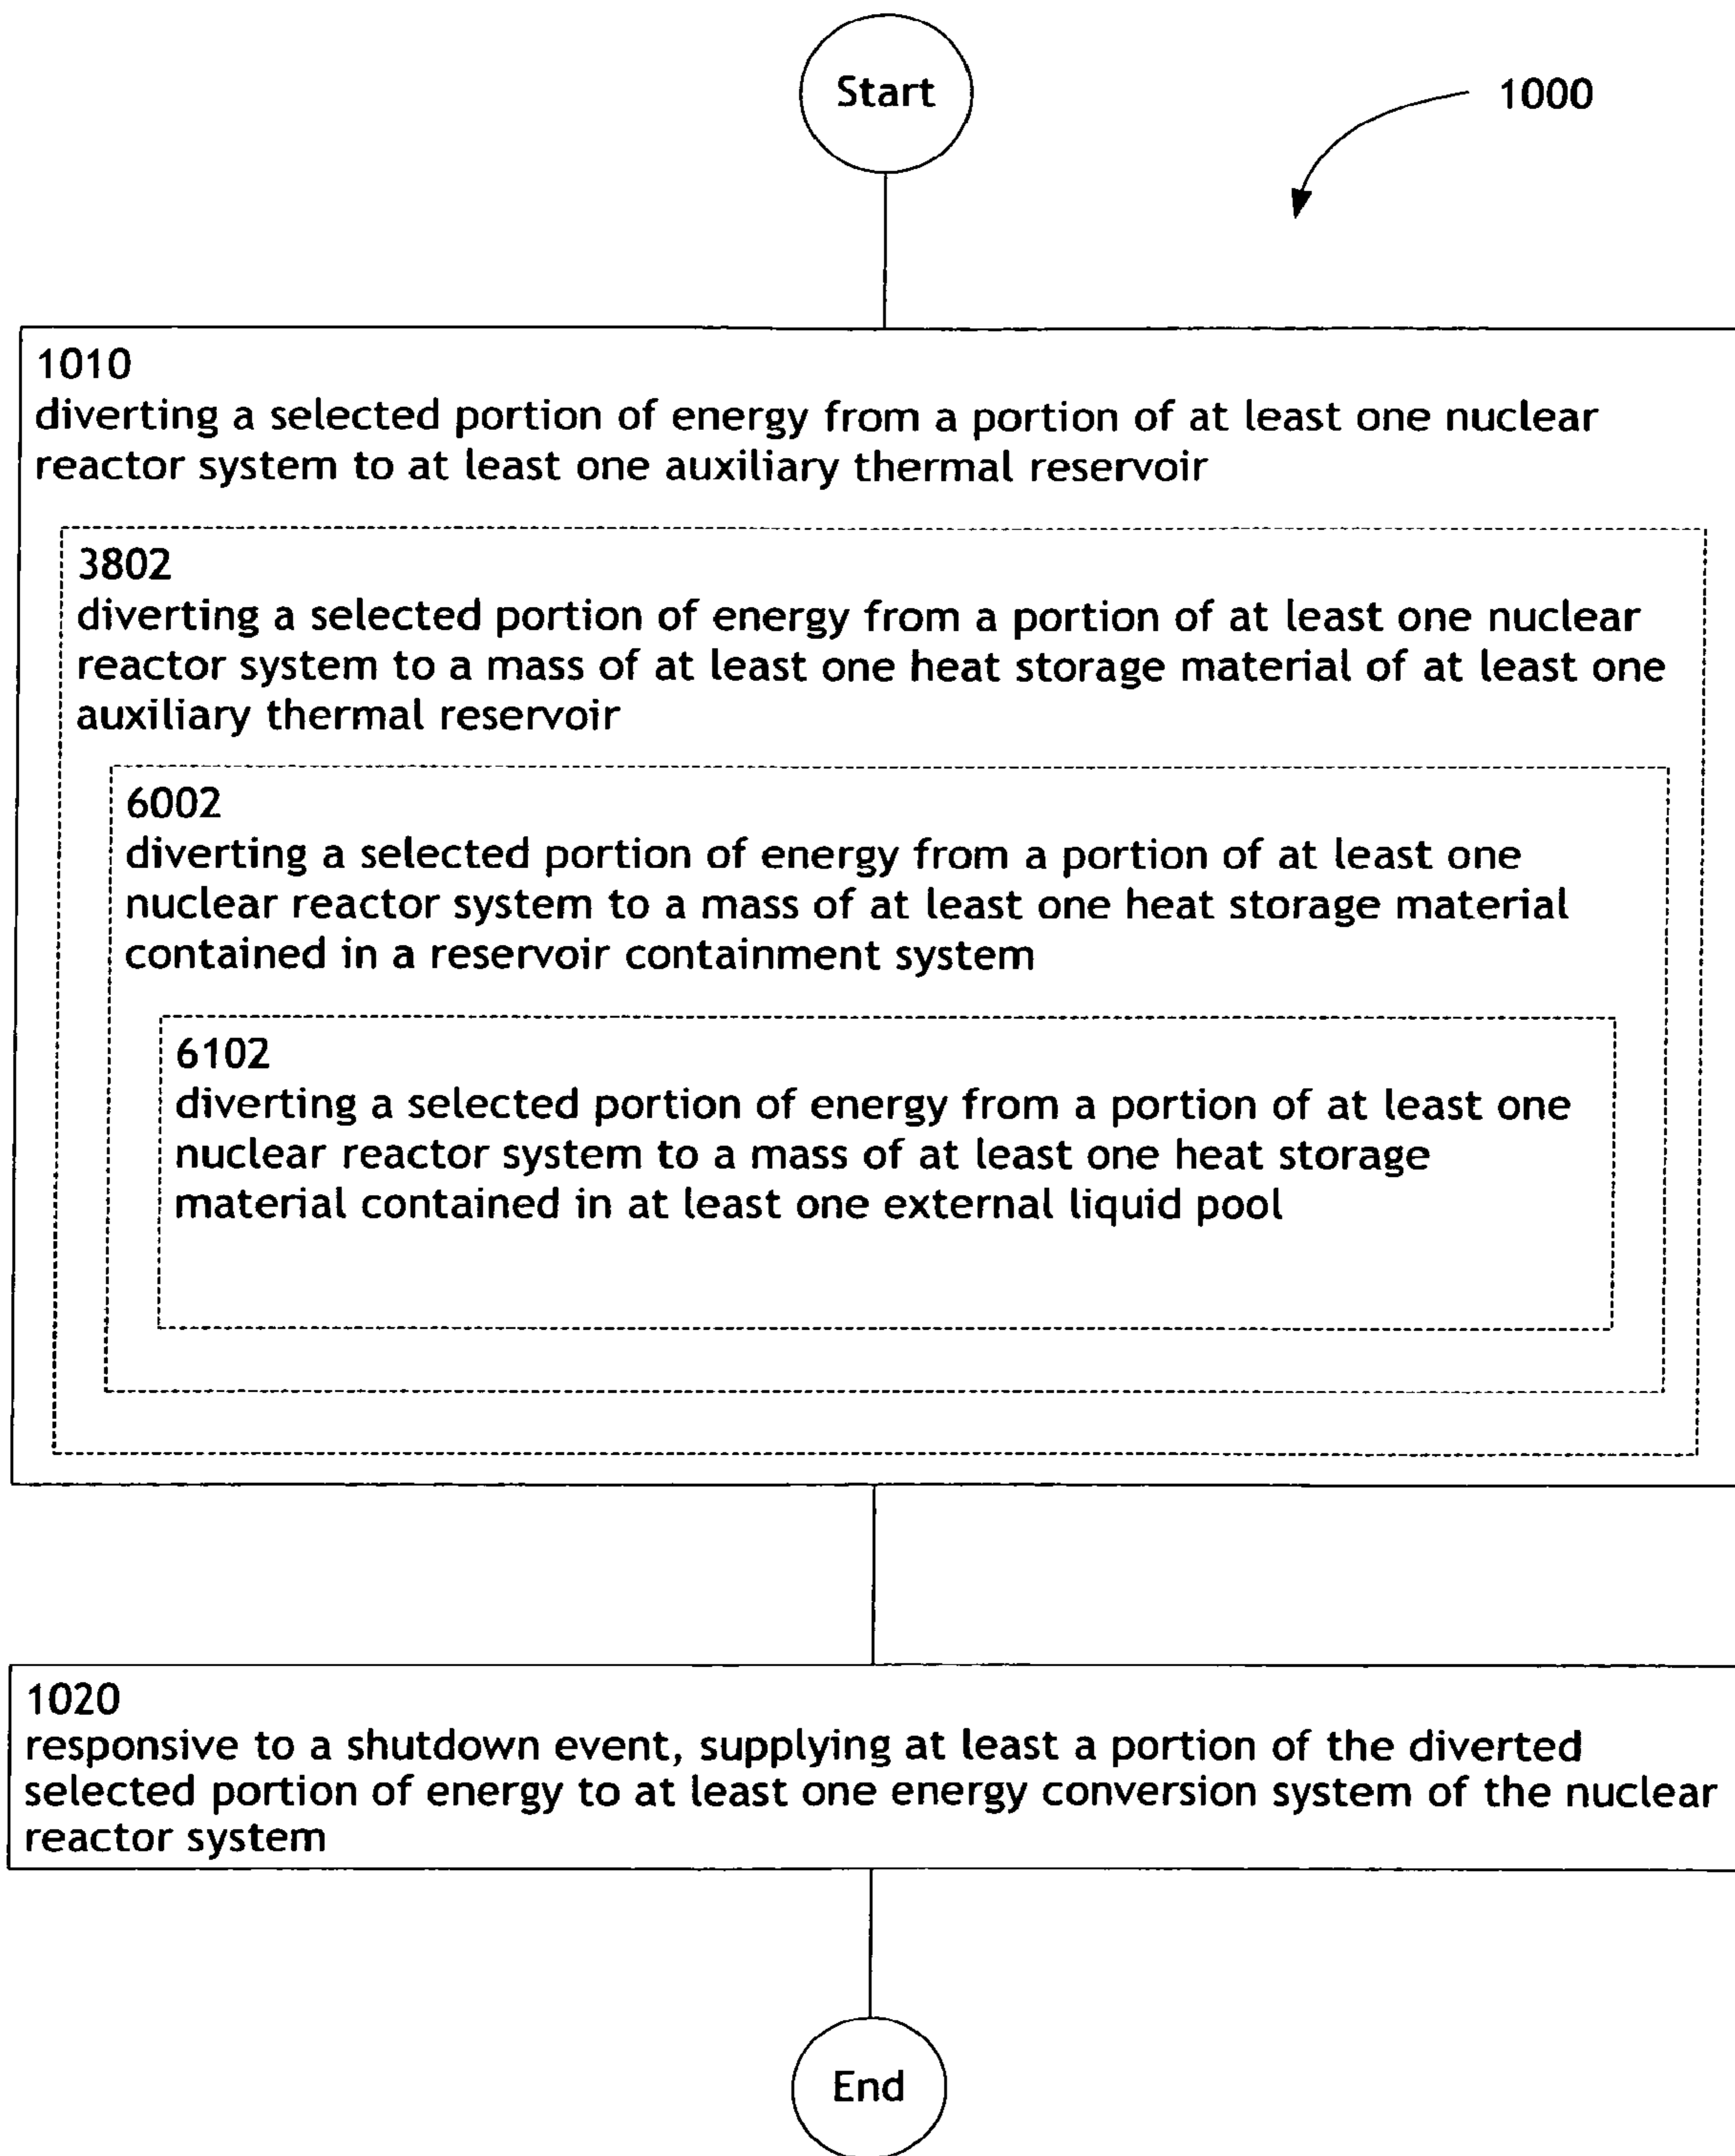 Start
1000
1010
diverting a selected portion of energy from a portion of at least one nuclear
reactor system to at least one auxiliary thermal reservoir
3802
diverting a selected portion of energy from a portion of at least one nuclear
reactor system to a mass of at least one heat storage material of at least one
auxiliary thermal reservoir
6002
diverting a selected portion of energy from a portion of at least one
nuclear reactor system to a mass of at least one heat storage material
contained in a reservoir containment system
6102
diverting a selected portion of energy from a portion of at least one
nuclear reactor system to a mass of at least one heat storage
material contained in at least one external liquid pool
1020
responsive to a shutdown event, supplying at least a portion of the diverted
selected portion of energy to at least one energy conversion system of the nuclear
reactor system
End